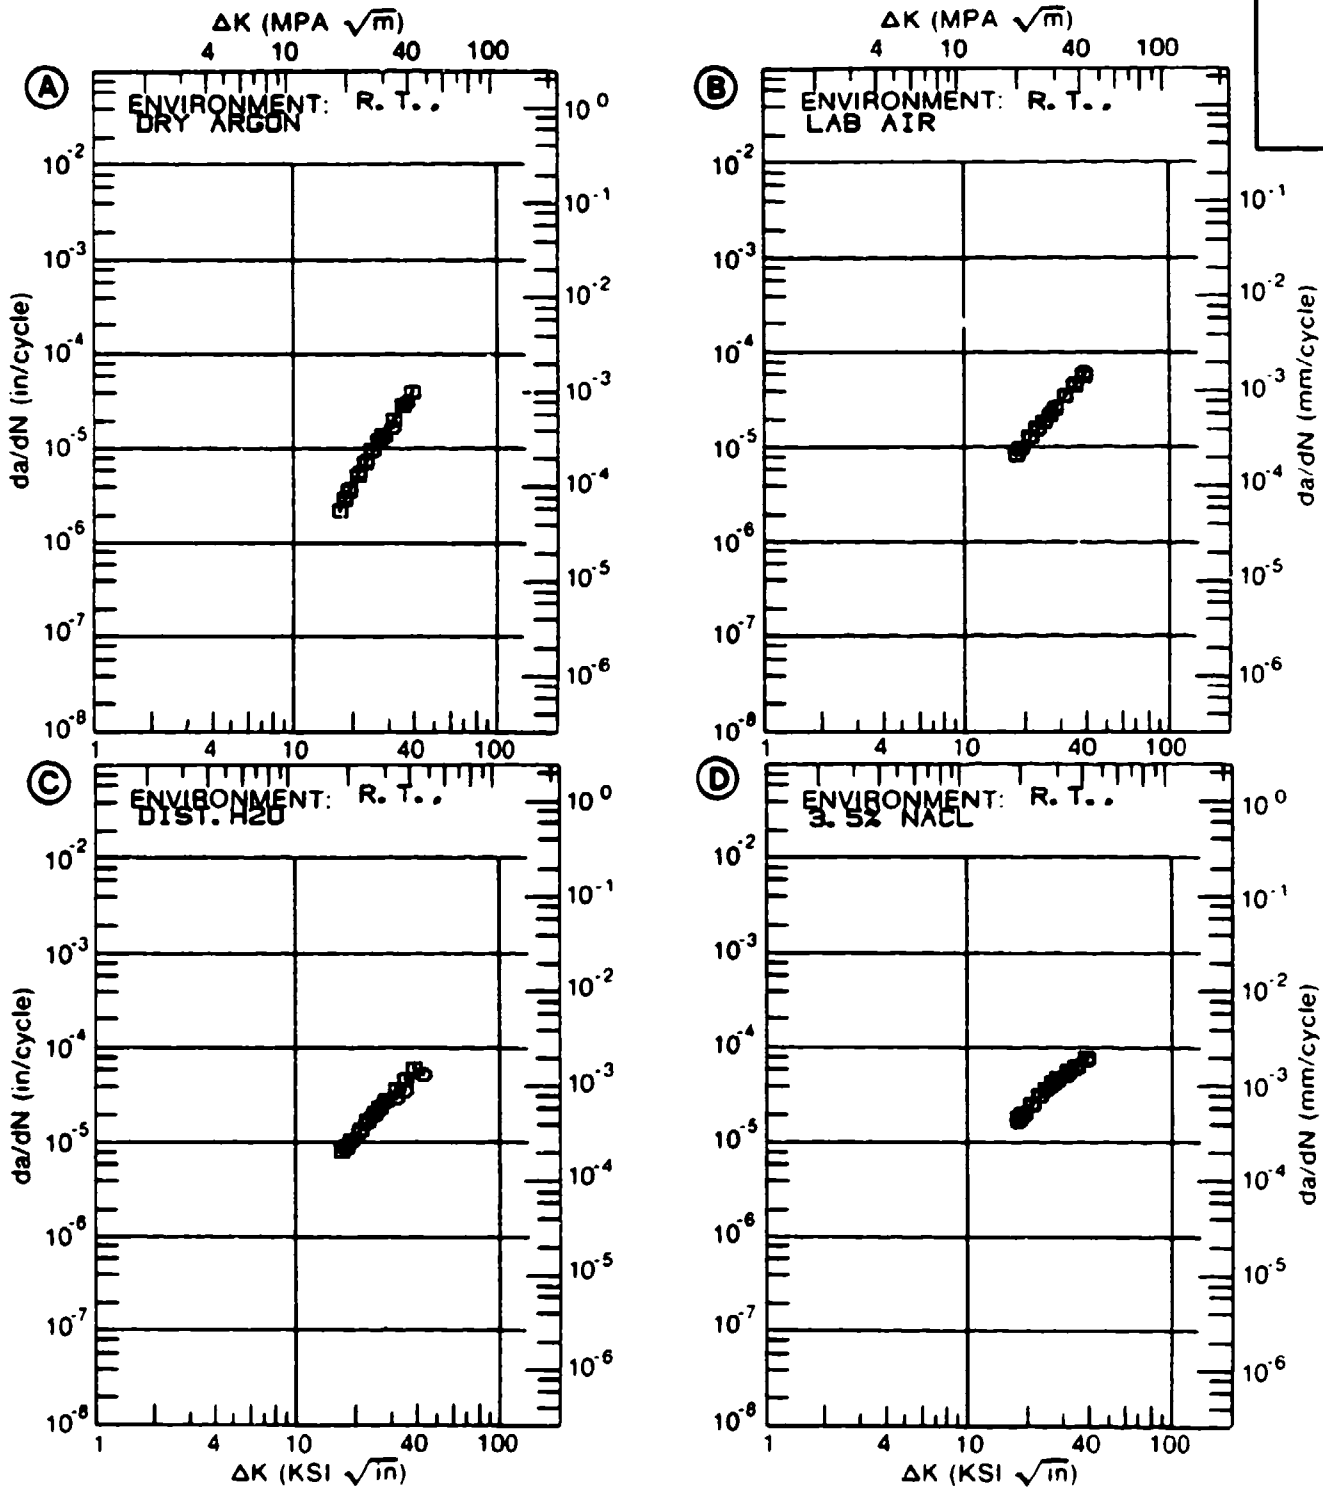 ΔK (MPA √m)
4 10 40 100
ΔK (MPA √m)
4 10 40 100
A
ENVIRONMENT: R. T..
DRY ARGON
10⁰
10⁻²
10⁻¹
10⁻³
10⁻²
10⁻⁴
10⁻³
10⁻⁵
10⁻⁴
10⁻⁶
10⁻⁵
10⁻⁷
10⁻⁶
10⁻⁸
da/dN (in/cycle)
1 4 10 40 100
B
ENVIRONMENT: R. T..
LAB AIR
10⁻²
10⁻¹
10⁻³
10⁻²
10⁻⁴
10⁻³
10⁻⁵
10⁻⁴
10⁻⁶
10⁻⁵
10⁻⁷
10⁻⁶
10⁻⁸
da/dN (mm/cycle)
1 4 10 40 100
C
ENVIRONMENT: R. T..
DIST. H2O
10⁰
10⁻²
10⁻¹
10⁻³
10⁻²
10⁻⁴
10⁻³
10⁻⁵
10⁻⁴
10⁻⁶
10⁻⁵
10⁻⁷
10⁻⁶
10⁻⁸
da/dN (in/cycle)
1 4 10 40 100
ΔK (KSI √in)
D
ENVIRONMENT: R. T..
3. 5% NACL
10⁰
10⁻²
10⁻¹
10⁻³
10⁻²
10⁻⁴
10⁻³
10⁻⁵
10⁻⁴
10⁻⁶
10⁻⁵
10⁻⁷
10⁻⁶
10⁻⁸
da/dN (mm/cycle)
1 4 10 40 100
ΔK (KSI √in)